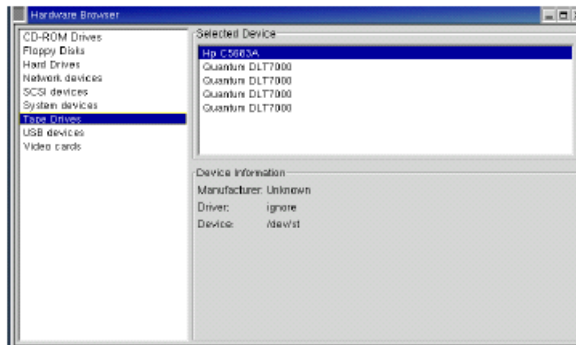 Hardware Browser
CD-ROM Drives
Floppy Disks
Hard Drives
Network devices
SCSI devices
System devices
Tape Drives
USB devices
Video cards
Selected Device
Hp C5683A
Quantum DLT7000
Quantum DLT7000
Quantum DLT7000
Quantum DLT7000
Device Information
Manufacturer: Unknown
Driver: ignore
Device: /dev/st